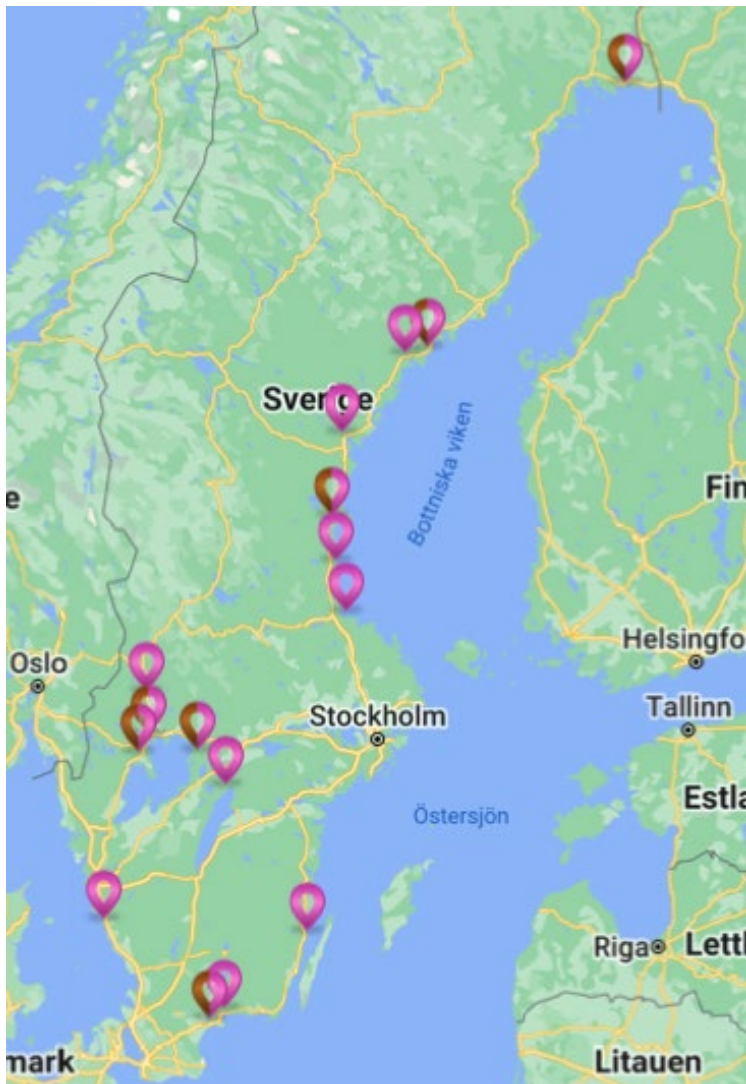 Sverige
Bottniska viken
e
Fin
Helsingfo
Oslo
Tallinn
Stockholm
Estla
Östersjön
Riga
Lettl
mark
Litauen